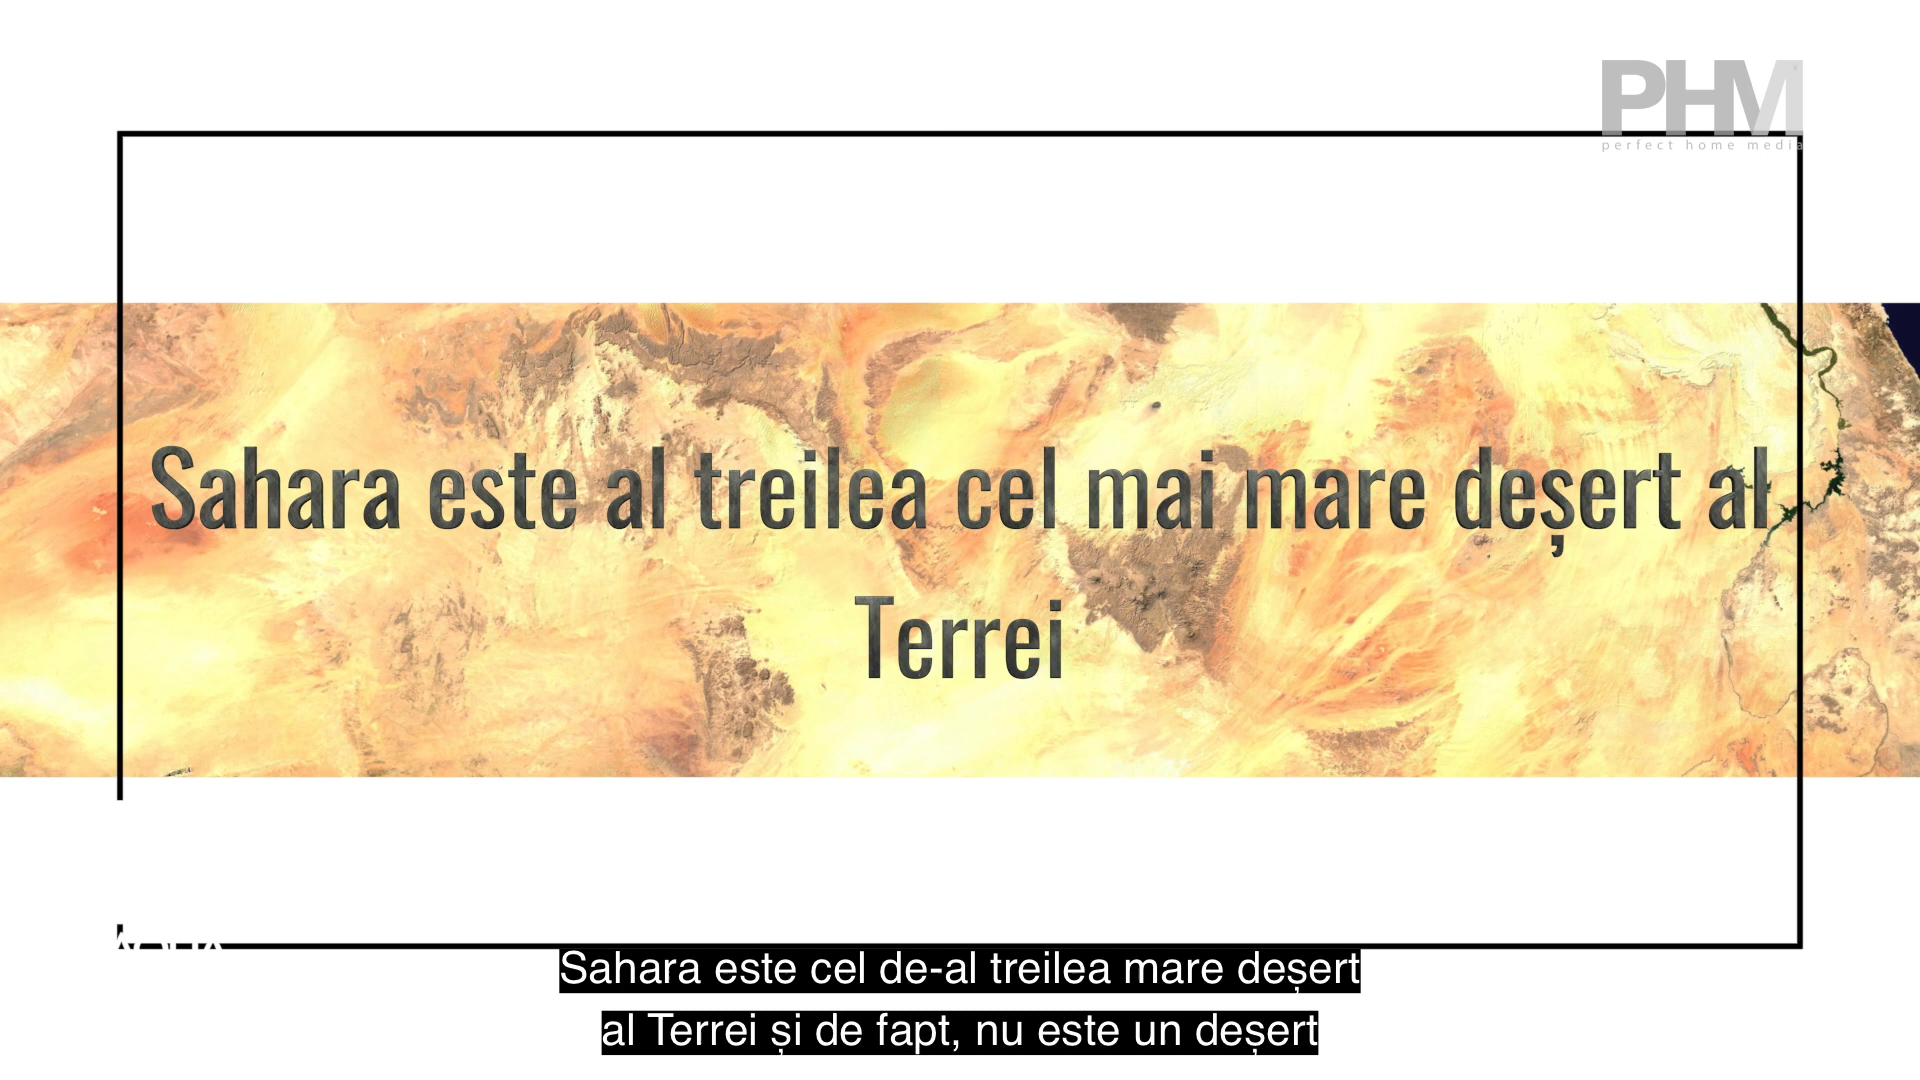 PHM
perfect home media
Sahara este al treilea cel mai mare deșert al
Terrei
Sahara este cel de-al treilea mare deșert
al Terrei și de fapt, nu este un deșert